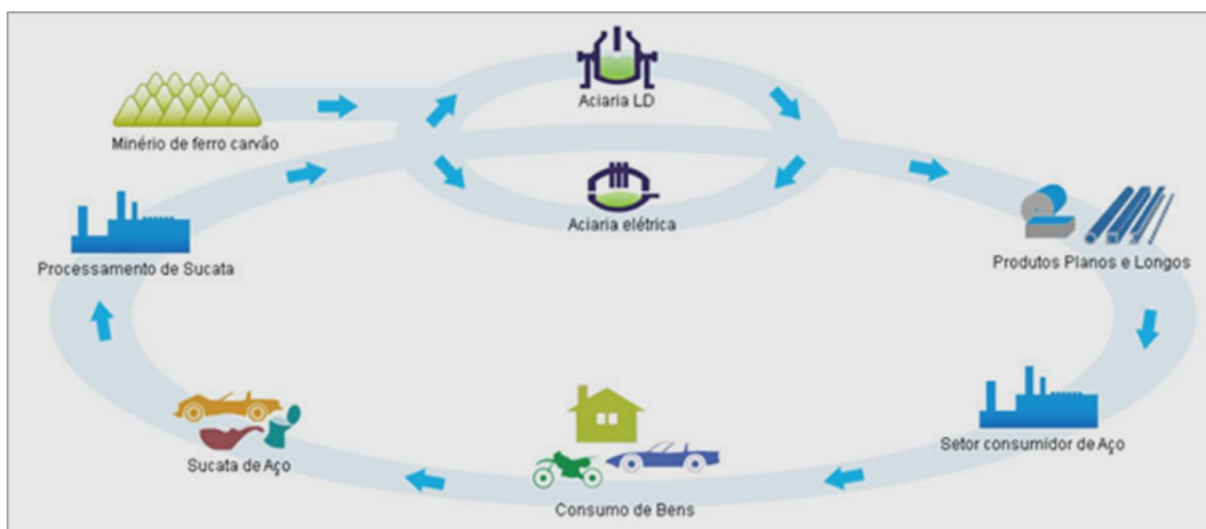 Aciaria LD
Minério de ferro carvão
Aciaria elétrica
Processamento de Sucata
Produtos Planos e Longos
Setor consumidor de Aço
Sucata de Aço
Consumo de Bens